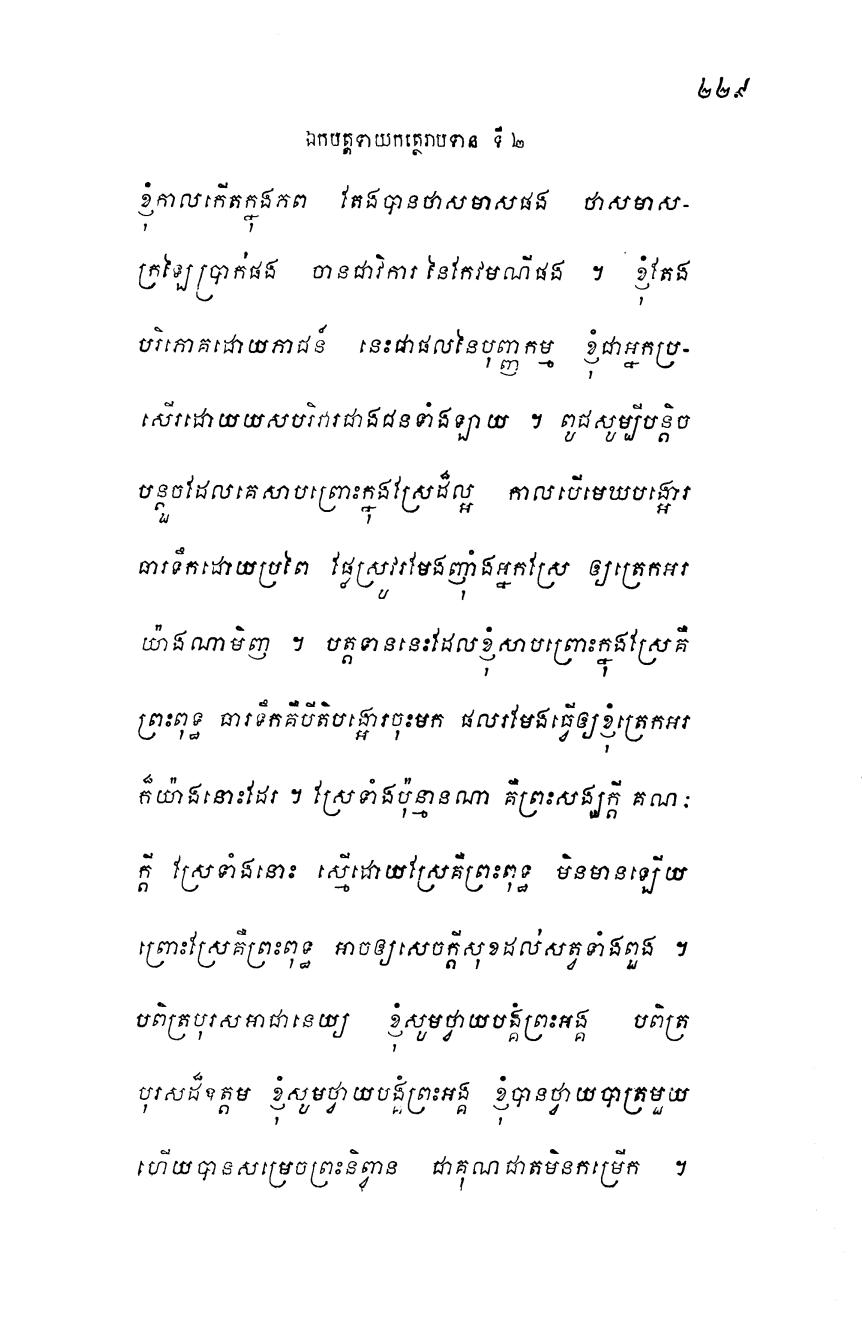 ២២៩
ឯកបត្តទាយកត្ថេរាបទាន ទី ២
ខ្ញុំកាលកើតក្នុងភព តែងបានថាសមាសផង ថាសមាស-
ក្រឡៃប្រាក់ផង ចានជាវិការនៃកែវមណីផង ។ ខ្ញុំតែង
បរិភោគដោយភាជន៍ នេះជាផលនៃបុញ្ញកម្ម ខ្ញុំជាអ្នកប្រ-
សើរដោយយសបរិវារជាងជនទាំងឡាយ ។ ពូជសូម្បីបន្តិច
បន្តួចដែលគេសាបព្រោះក្នុងស្រែដ៏ល្អ កាលបើមេឃបង្អោរ
ធារទឹកដោយប្រពៃ ផ្លែស្រូវរមែងញុំាងអ្នកស្រែ ឲ្យត្រេកអរ
យ៉ាងណាមិញ ។ បត្តទាននេះដែលខ្ញុំសាបព្រោះក្នុងស្រែគឺ
ព្រះពុទ្ធ ធារទឹកគឺបីតិបង្អោរចុះមក ផលរមែងធ្វើឲ្យខ្ញុំត្រេកអរ
ក៏យ៉ាងនោះដែរ ។ ស្រែទាំងប៉ុន្មានណា គឺព្រះសង្ឃក្តី គណៈ
ក្តី ស្រែទាំងនោះ ស្មើដោយស្រែគឺព្រះពុទ្ធ មិនមានឡើយ
ព្រោះស្រែគឺព្រះពុទ្ធ អាចឲ្យសេចក្តីសុខដល់សត្វទាំងពួង ។
បពិត្របុរសអាជានេយ្យ ខ្ញុំសូមថ្វាយបង្គំព្រះអង្គ បពិត្រ
បុរសដ៏ឧត្តម ខ្ញុំសូមថ្វាយបង្គំព្រះអង្គ ខ្ញុំបានថ្វាយបាត្រមួយ
ហើយបានសម្រេចព្រះនិព្វាន ជាគុណជាតមិនកម្រើក ។